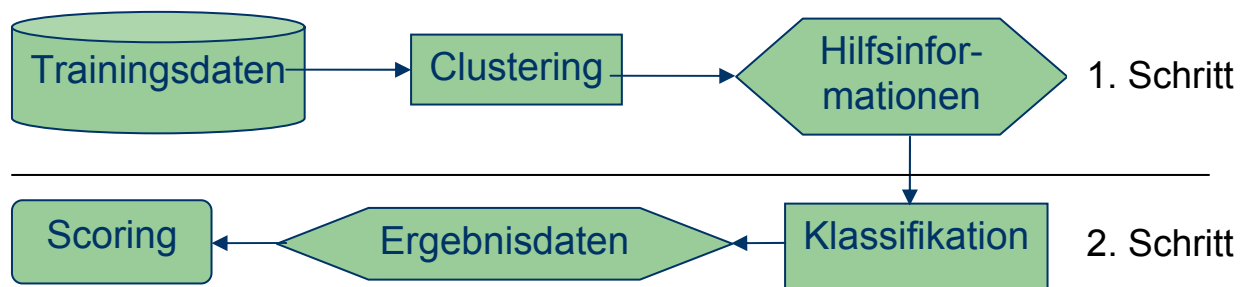 Trainingsdaten
Clustering
Hilfsinfor-
mationen
1. Schritt
Scoring
Ergebnisdaten
Klassifikation
2. Schritt